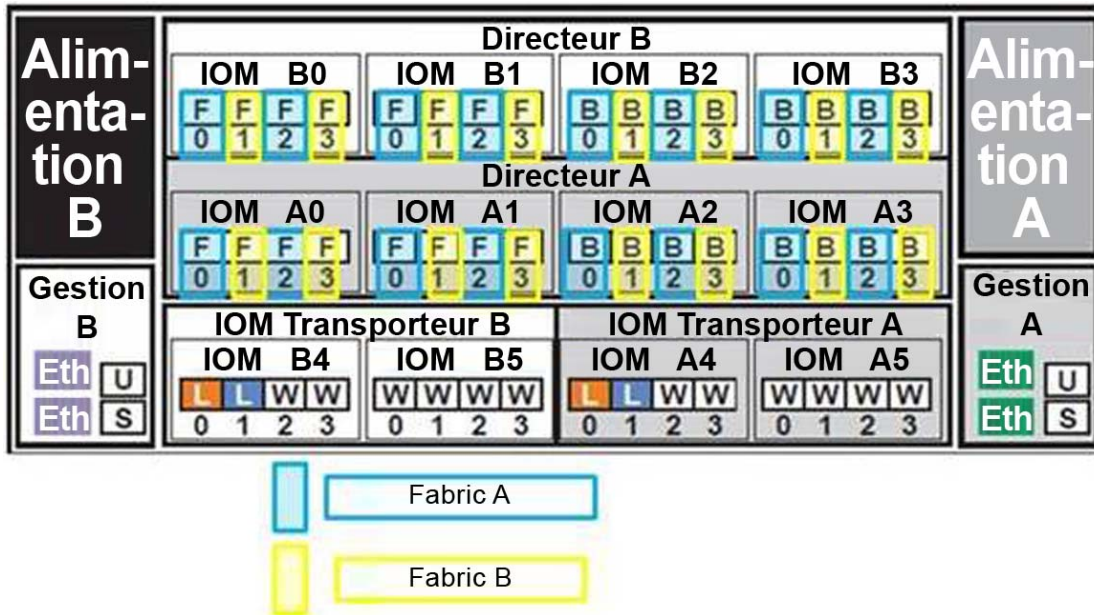 Alim-
enta-
tion
B
Directeur B
IOM B0 IOM B1 IOM B2 IOM B3
F F F F F F F F B B B B B B B B
0 1 2 3 0 1 2 3 0 1 2 3 0 1 2 3
Directeur A
IOM A0 IOM A1 IOM A2 IOM A3
F F F F F F F F B B B B B B B B
0 1 2 3 0 1 2 3 0 1 2 3 0 1 2 3
Alim-
enta-
tion
A
Gestion
B
Eth U
Eth S
IOM Transporteur B IOM Transporteur A
IOM B4 IOM B5 IOM A4 IOM A5
L L W W W W W W L L W W W W W W
0 1 2 3 0 1 2 3 0 1 2 3 0 1 2 3
Gestion
A
Eth U
Eth S
Fabric A
Fabric B